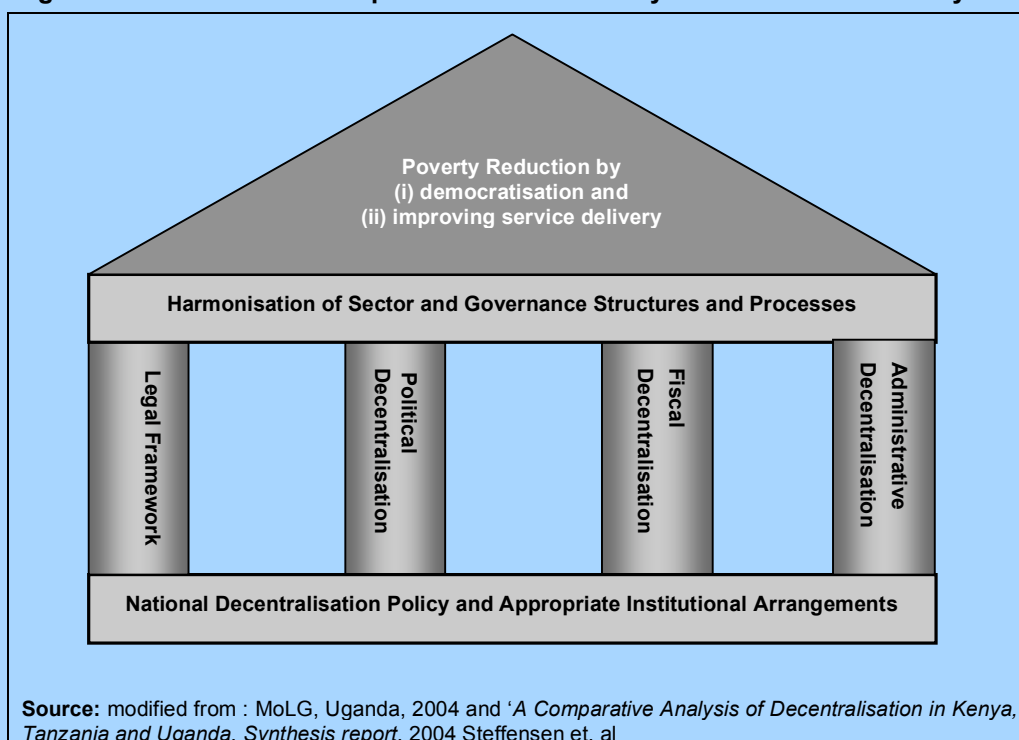 Poverty Reduction by
(i) democratisation and
(ii) improving service delivery
Harmonisation of Sector and Governance Structures and Processes
Legal Framework
Political
Decentralisation
Fiscal
Decentralisation
Administrative
Decentralisation
National Decentralisation Policy and Appropriate Institutional Arrangements
Source: modified from : MoLG, Uganda, 2004 and ‘A Comparative Analysis of Decentralisation in Kenya,
Tanzania and Uganda, Synthesis report, 2004 Steffensen et. al